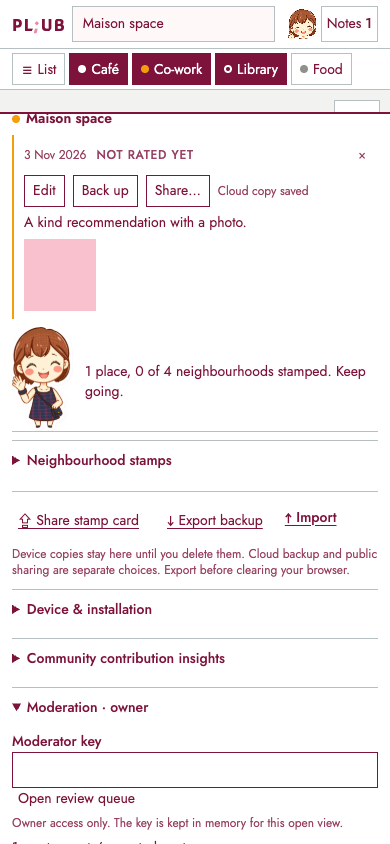 PL;UB Maison space Notes 1
≡ List Café Co-work Library Food
Maison space
3 Nov 2026 NOT RATED YET ×
Edit Back up Share… Cloud copy saved
A kind recommendation with a photo.
1 place, 0 of 4 neighbourhoods stamped. Keep
going.
Neighbourhood stamps
Share stamp card ↓ Export backup ↑ Import
Device copies stay here until you delete them. Cloud backup and public
sharing are separate choices. Export before clearing your browser.
Device & installation
Community contribution insights
Moderation · owner
Moderator key
Open review queue
Owner access only. The key is kept in memory for this open view.